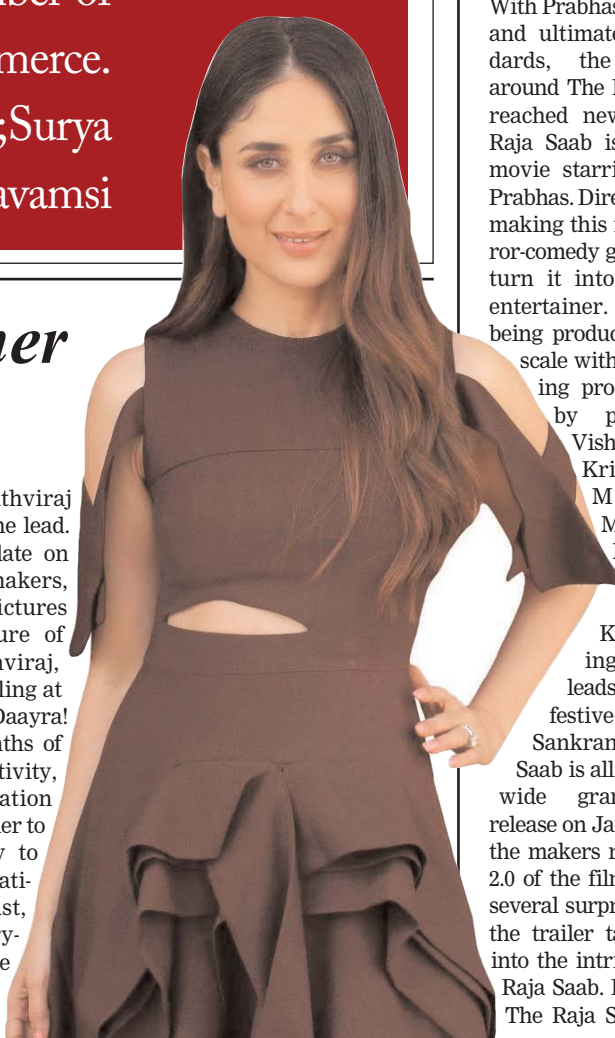 mber of
merce.
;Surya
avamsi
ner
ithviraj
he lead.
late on
nakers,
ictures
ure of
hviraj,
ling at
Daayra!
nths of
tivity,
ation
ner to
y to
ati-
ast,
ry-
e
With Prabhas
and ultimate
dards, the
around The
reached new
Raja Saab is
movie starri
Prabhas. Dire
making this
ror-comedy g
turn it into
entertainer.
being produc
scale with
ing pro
by p
Vish
Kri
M
M
K
ing
leads
festive
Sankran
Saab is all
wide gran
release on Ja
the makers r
2.0 of the film
several surpr
the trailer ta
into the intri
Raja Saab.
The Raja S